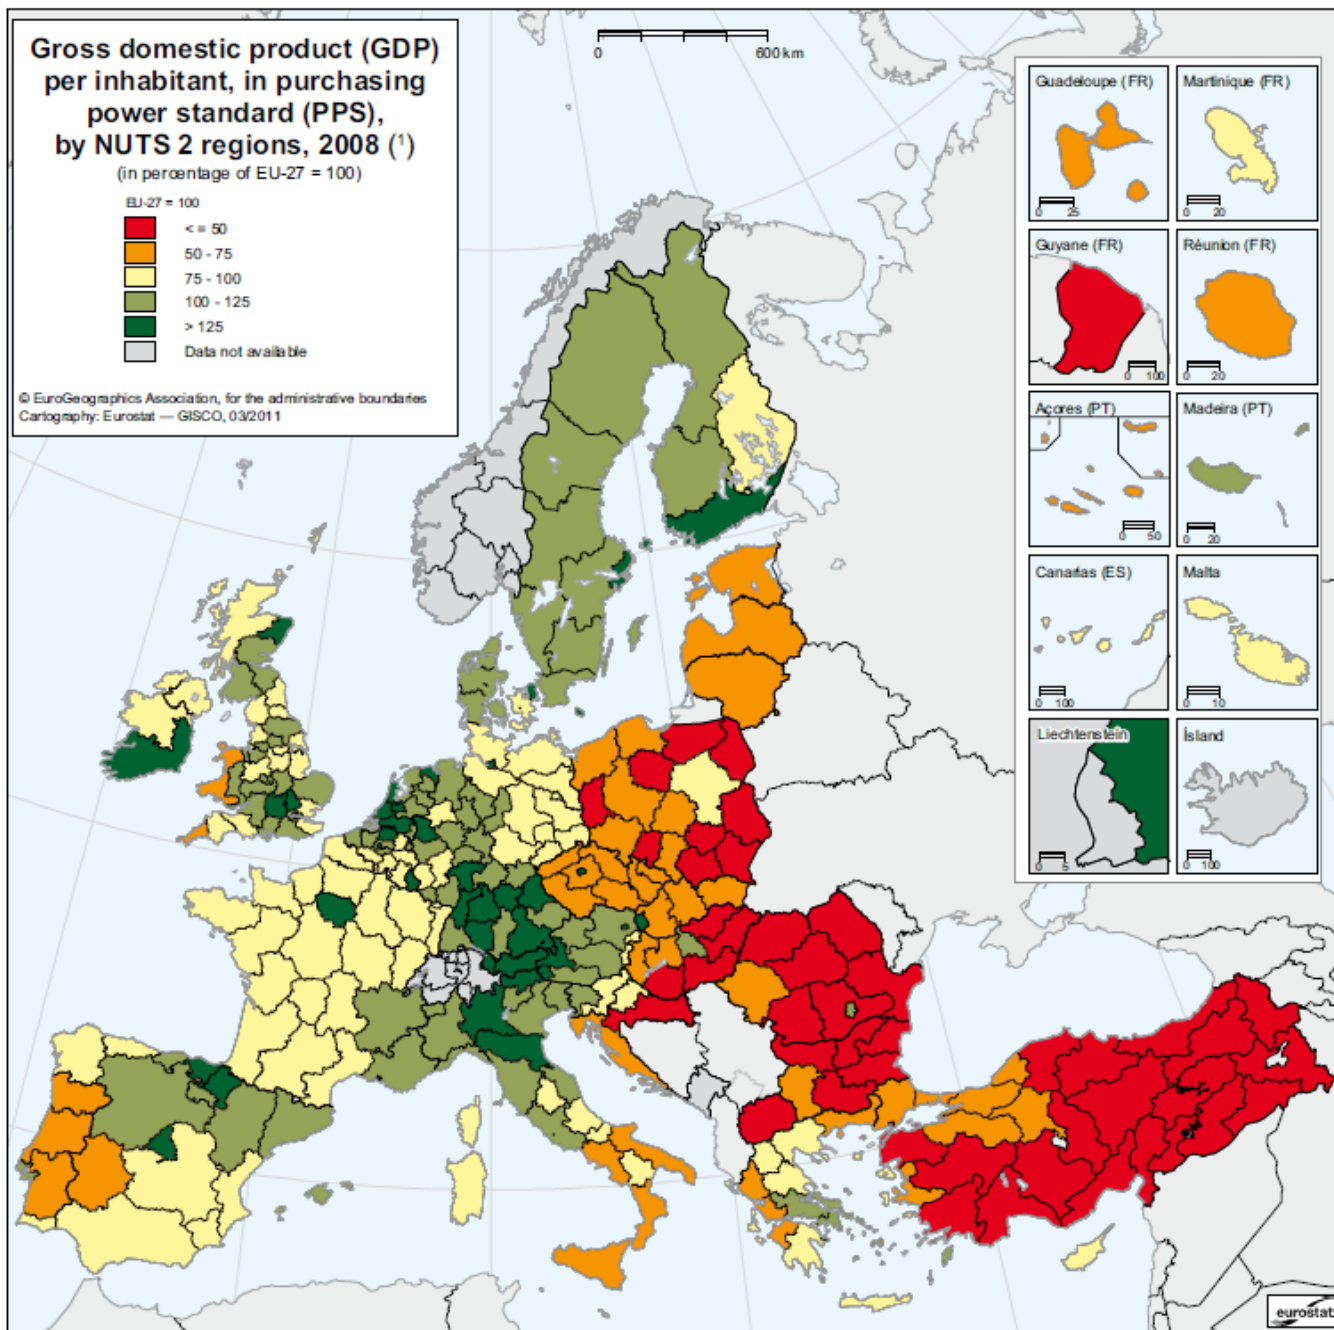 Gross domestic product (GDP)
per inhabitant, in purchasing
power standard (PPS),
by NUTS 2 regions, 2008 (¹)
(in percentage of EU-27 = 100)
EU-27 = 100
< = 50
50 - 75
75 - 100
100 - 125
> 125
Data not available
© EuroGeographics Association, for the administrative boundaries
Cartography: Eurostat — GISCO, 03/2011
0 600 km
Guadeloupe (FR)
0 25
Martinique (FR)
0 20
Guyane (FR)
0 100
Réunion (FR)
0 20
Açores (PT)
0 50
Madeira (PT)
0 20
Canarias (ES)
0 100
Malta
0 10
Liechtenstein
0 5
Ísland
0 100
eurostat